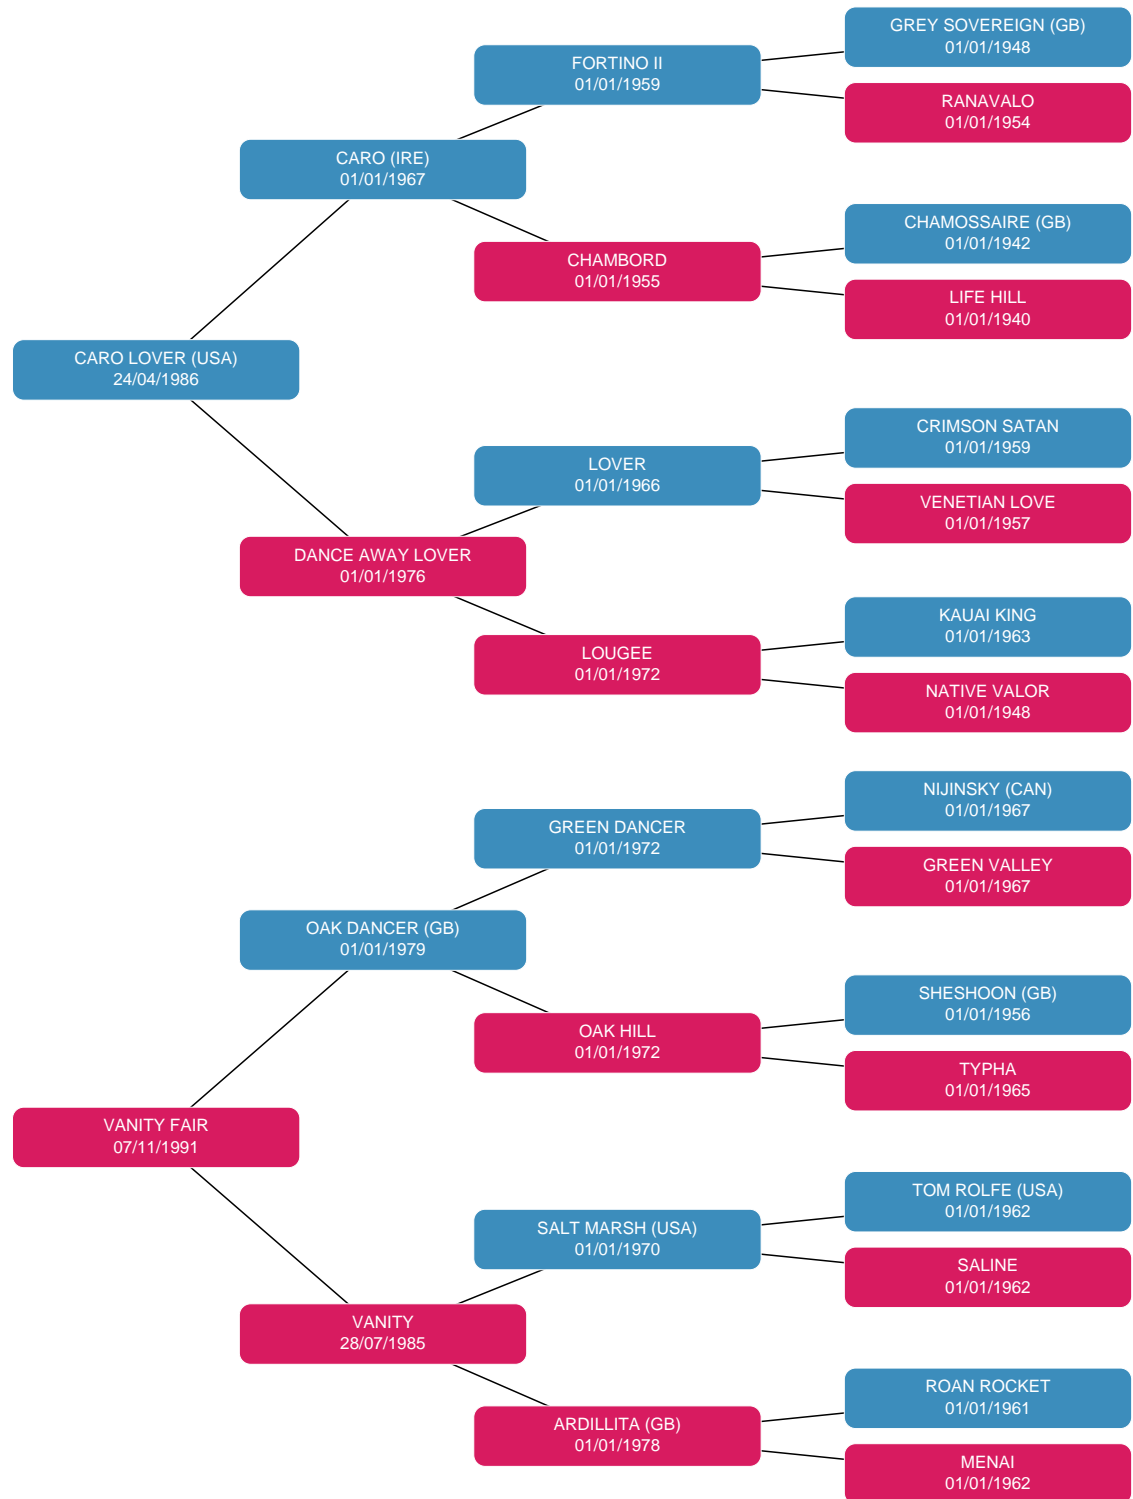 GREY SOVEREIGN (GB)
01/01/1948
FORTINO II
01/01/1959
RANAVALO
01/01/1954
CARO (IRE)
01/01/1967
CHAMOSSAIRE (GB)
01/01/1942
CHAMBORD
01/01/1955
LIFE HILL
01/01/1940
CARO LOVER (USA)
24/04/1986
CRIMSON SATAN
01/01/1959
LOVER
01/01/1966
VENETIAN LOVE
01/01/1957
DANCE AWAY LOVER
01/01/1976
KAUAI KING
01/01/1963
LOUGEE
01/01/1972
NATIVE VALOR
01/01/1948
NIJINSKY (CAN)
01/01/1967
GREEN DANCER
01/01/1972
GREEN VALLEY
01/01/1967
OAK DANCER (GB)
01/01/1979
SHESHOON (GB)
01/01/1956
OAK HILL
01/01/1972
TYPHA
01/01/1965
VANITY FAIR
07/11/1991
TOM ROLFE (USA)
01/01/1962
SALT MARSH (USA)
01/01/1970
SALINE
01/01/1962
VANITY
28/07/1985
ROAN ROCKET
01/01/1961
ARDILLITA (GB)
01/01/1978
MENAI
01/01/1962